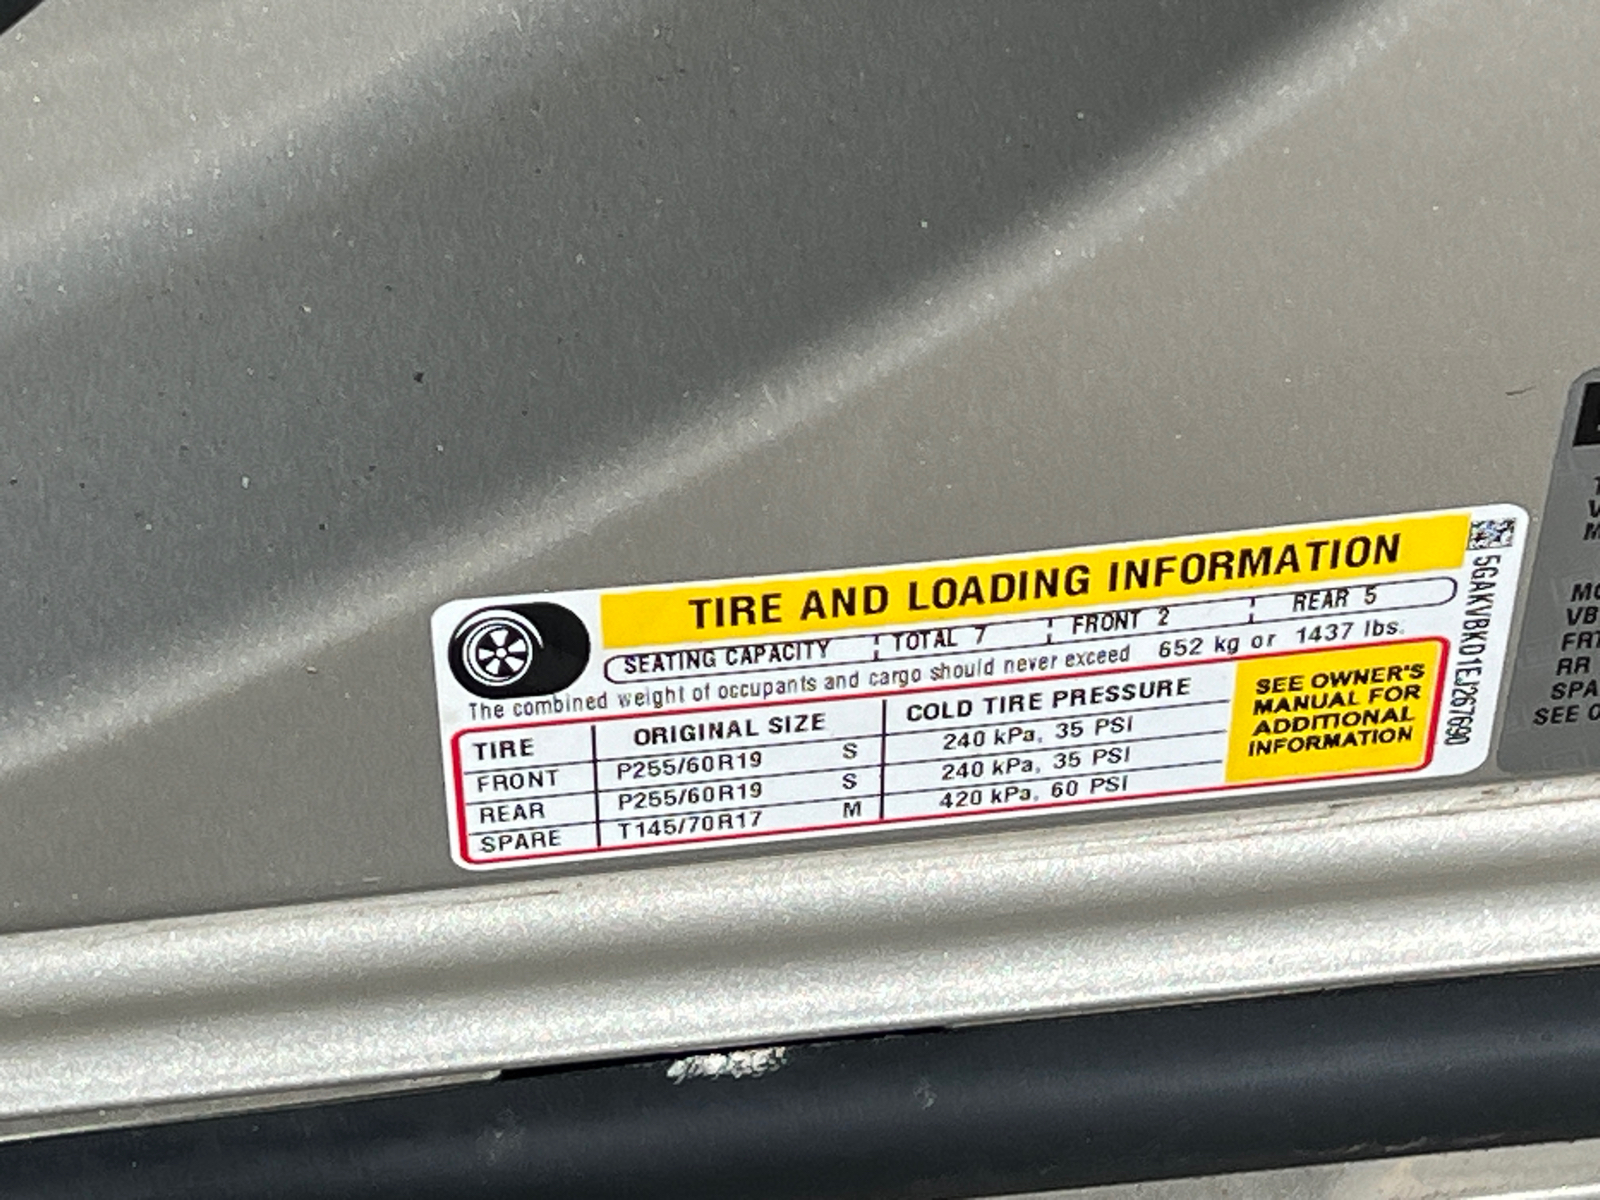 TIRE AND LOADING INFORMATION
SEATING CAPACITY TOTAL 7 FRONT 2 REAR 5
The combined weight of occupants and cargo should never exceed 652 kg or 1437 lbs.
TIRE ORIGINAL SIZE COLD TIRE PRESSURE
FRONT P255/60R19 S 240 kPa, 35 PSI
REAR P255/60R19 S 240 kPa, 35 PSI
SPARE T145/70R17 M 420 kPa, 60 PSI
SEE OWNER'S
MANUAL FOR
ADDITIONAL
INFORMATION
5GAKVBKD1EJ267690
VB
RR
SEE